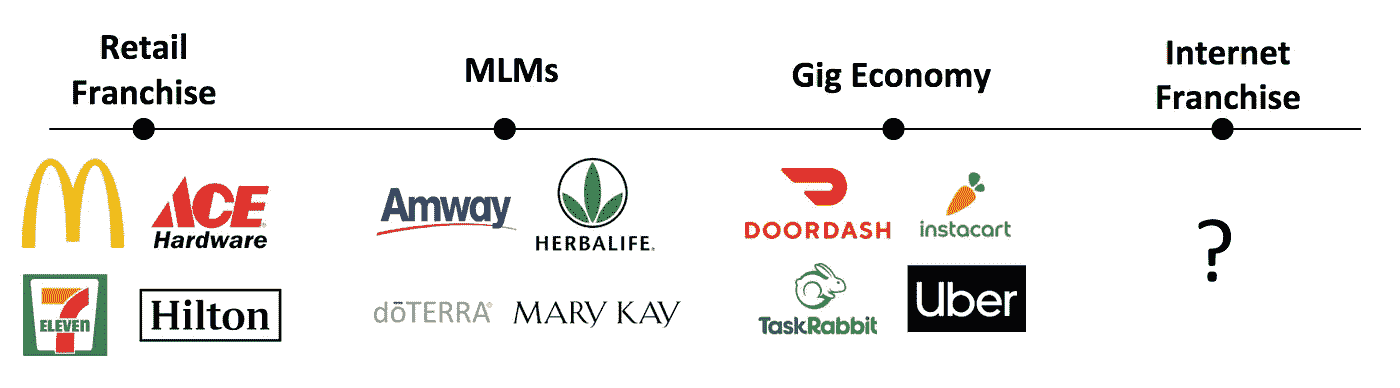 Retail
Franchise
MLMs
Gig Economy
Internet
Franchise
ACE
Hardware
7
ELEVEN
Hilton
Amway
HERBALIFE.
dōTERRA®
MARY KAY
DOORDASH
instacart
TaskRabbit
Uber
?